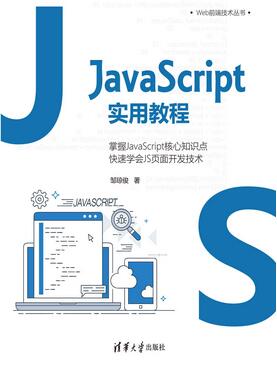 •Web前端技术丛书•
JavaScript
实用教程
掌握JavaScript核心知识点
快速学会JS页面开发技术
邹琼俊 著
JAVASCRIPT
JS
清华大学出版社